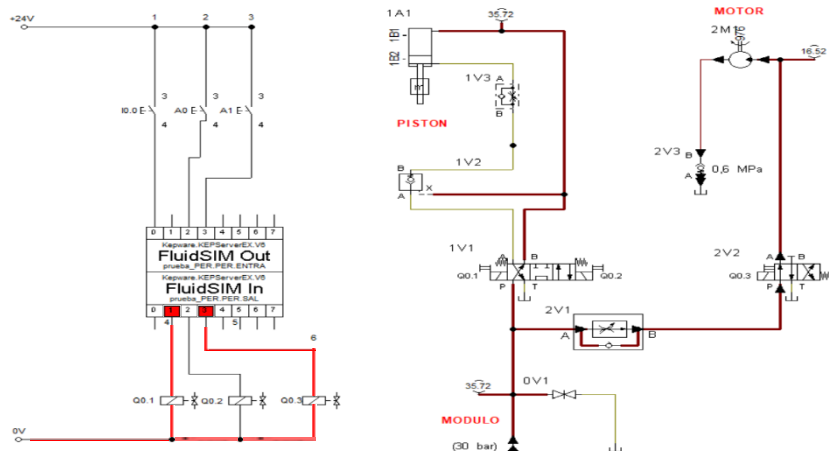 +24V
1
2
3
3
3
3
I0.0
A0
A1
4
4
4
0 1 2 3 4 5 6 7
Kepware.KEPServerEX.V6
FluidSIM Out
prueba_PER.PER.ENTRA
Kepware.KEPServerEX.V6
FluidSIM In
prueba_PER.PER.SAL
0 1 2 3 4 5 6 7
4
5
6
Q0.1
Q0.2
Q0.3
0V
1A1
1B1
1B2
m
PISTON
35.72
1V3
A
B
1V2
B
A
X
1V1
A B
Q0.1
Q0.2
P T
2V1
A
B
35.72
0V1
MODULO
(30 bar)
MOTOR
2M1
976
16.52
2V3
B
A
0,6 MPa
2V2
A B
Q0.3
P T